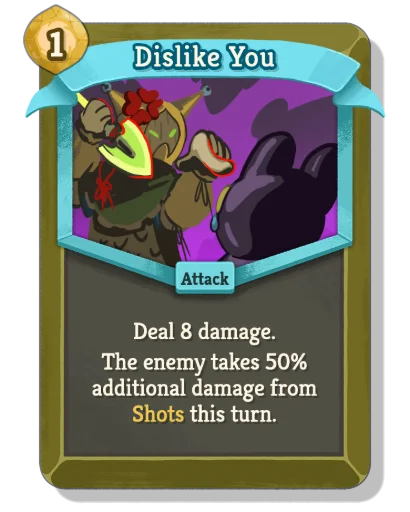 1
Dislike You
Attack
Deal 8 damage.
The enemy takes 50%
additional damage from
Shots this turn.